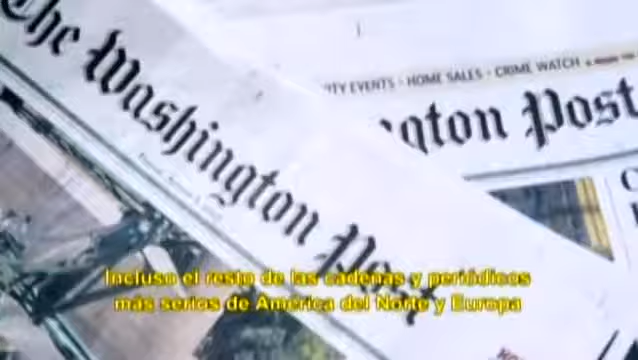 The Washington Post
ITY EVENTS · HOME SALES · CRIME WATCH
gton Post
Incluso el resto de las cadenas y periódicos
más serios de América del Norte y Europa